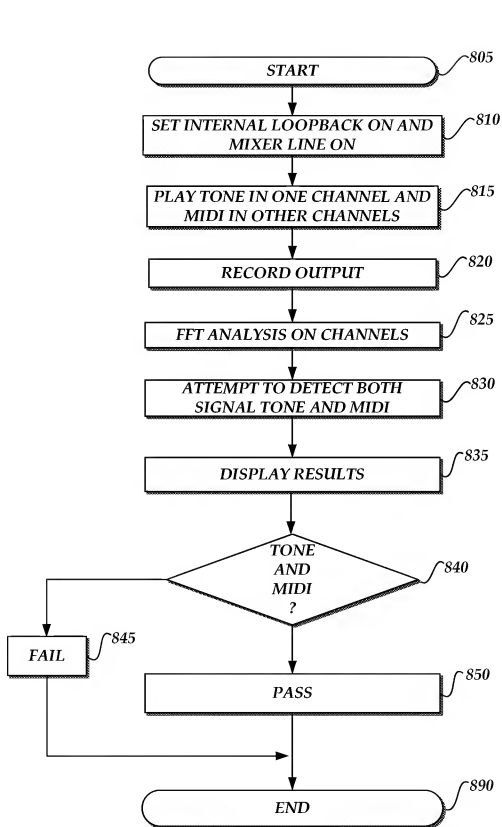 START
805
SET INTERNAL LOOPBACK ON AND
MIXER LINE ON
810
PLAY TONE IN ONE CHANNEL AND
MIDI IN OTHER CHANNELS
815
RECORD OUTPUT
820
FFT ANALYSIS ON CHANNELS
825
ATTEMPT TO DETECT BOTH
SIGNAL TONE AND MIDI
830
DISPLAY RESULTS
835
TONE
AND
MIDI
?
840
FAIL
845
PASS
850
END
890